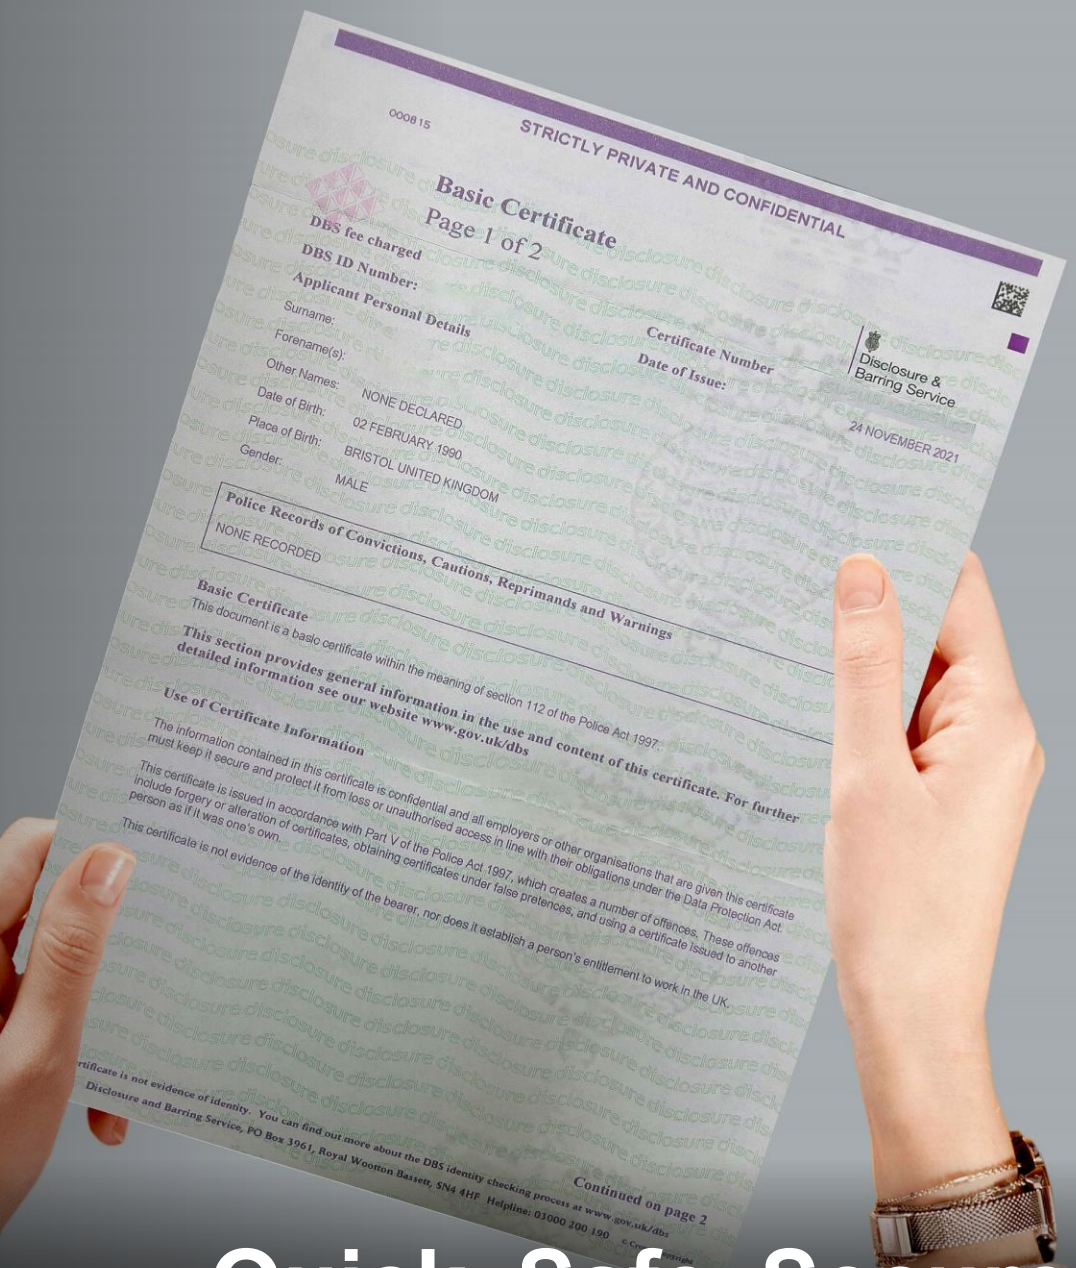 000815
STRICTLY PRIVATE AND CONFIDENTIAL
Basic Certificate
Page 1 of 2
Disclosure &
Barring Service
DBS fee charged
DBS ID Number:
Certificate Number
Date of Issue: 24 NOVEMBER 2021
Applicant Personal Details
Surname:
Forename(s):
Other Names: NONE DECLARED
Date of Birth: 02 FEBRUARY 1990
Place of Birth: BRISTOL UNITED KINGDOM
Gender: MALE
Police Records of Convictions, Cautions, Reprimands and Warnings
NONE RECORDED
Basic Certificate
This document is a basic certificate within the meaning of section 112 of the Police Act 1997.
This section provides general information in the use and content of this certificate. For further
detailed information see our website www.gov.uk/dbs
Use of Certificate Information
The information contained in this certificate is confidential and all employers or other organisations that are given this certificate
must keep it secure and protect it from loss or unauthorised access in line with their obligations under the Data Protection Act.
This certificate is issued in accordance with Part V of the Police Act 1997, which creates a number of offences. These offences
include forgery or alteration of certificates, obtaining certificates under false pretences, and using a certificate issued to another
person as if it was one's own.
This certificate is not evidence of the identity of the bearer, nor does it establish a person's entitlement to work in the UK.
rtificate is not evidence of identity. You can find out more about the DBS identity checking process at www.gov.uk/dbs
Disclosure and Barring Service, PO Box 3961, Royal Wootton Bassett, SN4 4HF Helpline: 03000 200 190 © Crown Copyright
Continued on page 2
Quick, Safe, Secure